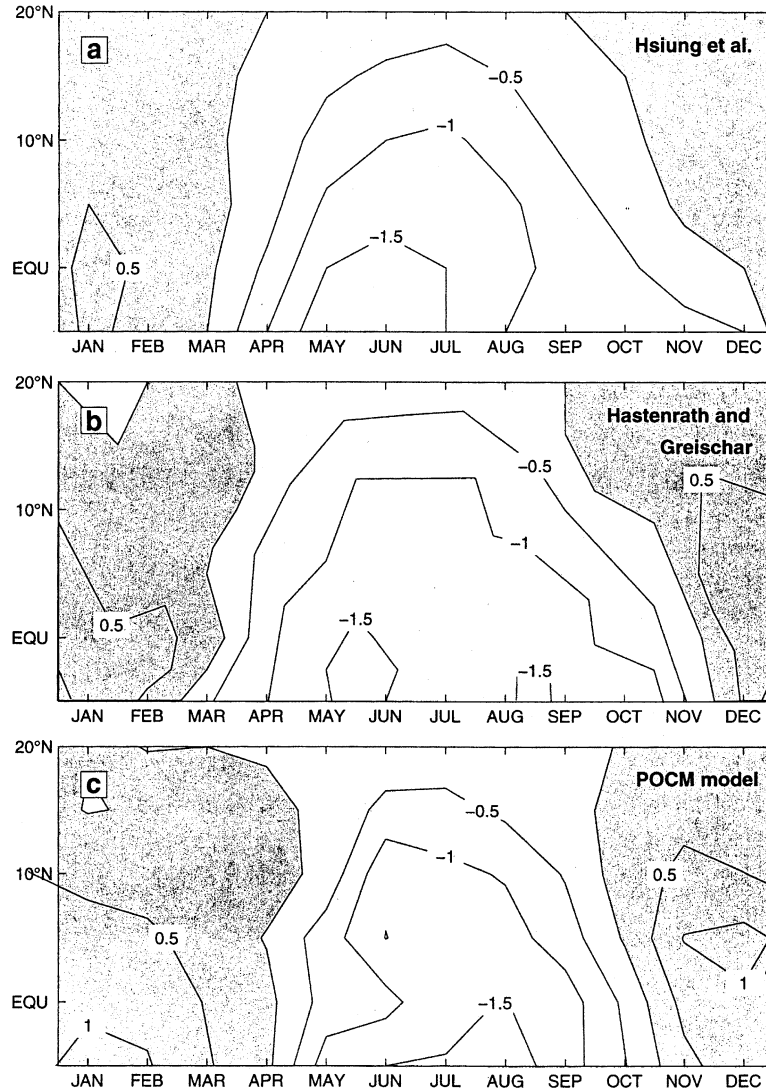 20°N
a
Hsiung et al.
-0.5
10°N
-1
-1.5
EQU
0.5
JAN FEB MAR APR MAY JUN JUL AUG SEP OCT NOV DEC
20°N
b
Hastenrath and
Greischar
-0.5
0.5
10°N
-1
0.5
-1.5
EQU
-1.5
JAN FEB MAR APR MAY JUN JUL AUG SEP OCT NOV DEC
20°N
c
POCM model
-0.5
-1
10°N
0.5
0.5
1
EQU
-1.5
1
JAN FEB MAR APR MAY JUN JUL AUG SEP OCT NOV DEC